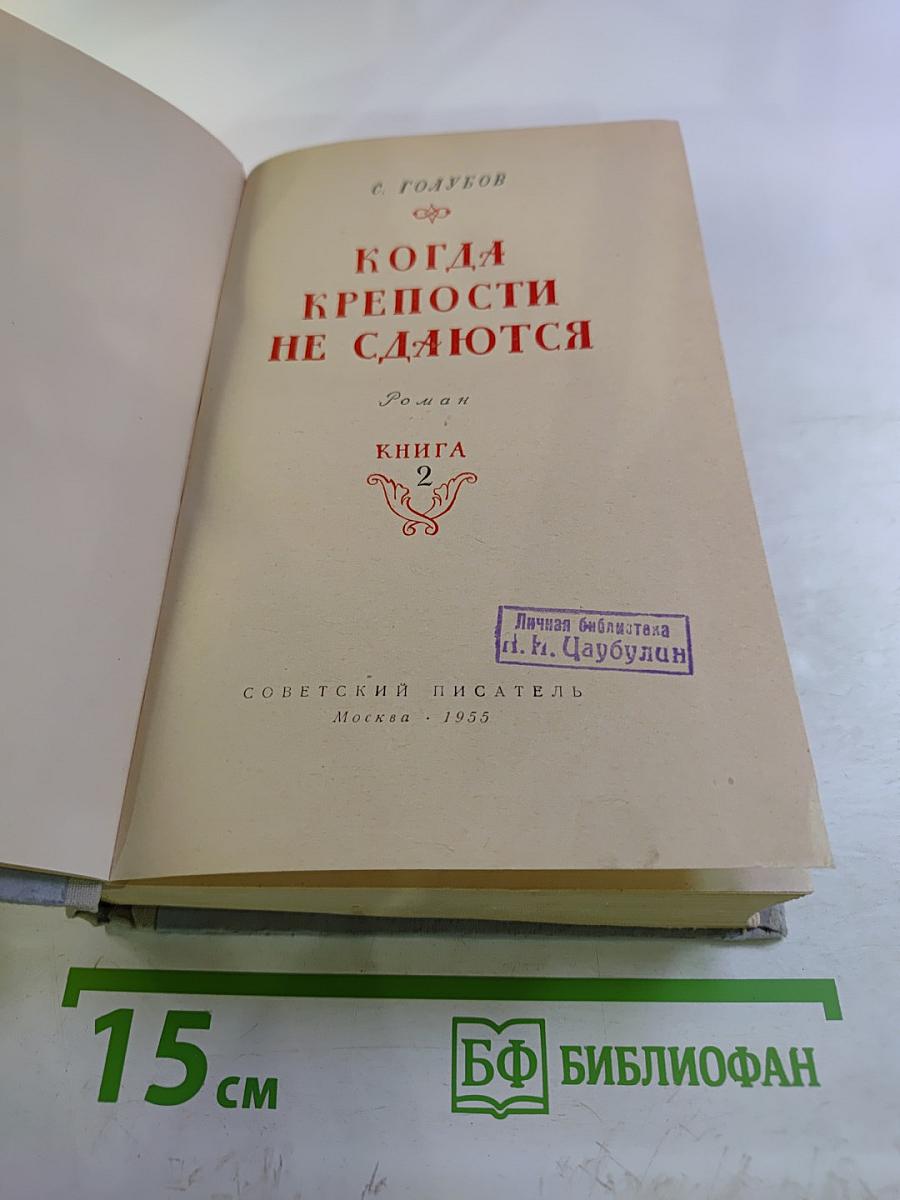 С. ГОЛУБОВ
КОГДА
КРЕПОСТИ
НЕ СДАЮТСЯ
Роман
КНИГА
2
Личная библиотека
И. Цаубулин
СОВЕТСКИЙ ПИСАТЕЛЬ
Москва · 1955
15 см
БФ БИБЛИОФАН